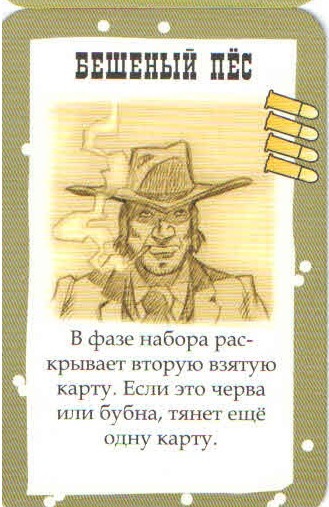 БЕШЕНЫЙ ПЁС
В фазе набора рас-
крывает вторую взятую
карту. Если это черва
или бубна, тянет ещё
одну карту.